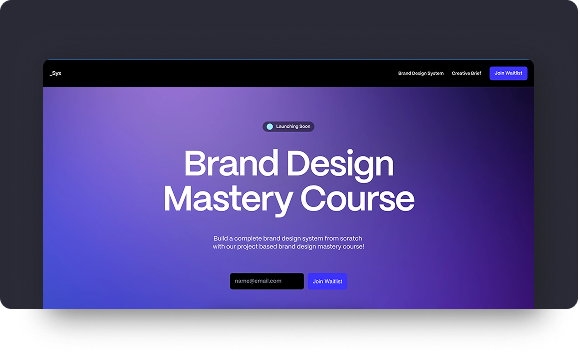 _Sys
Brand Design System Creative Brief Join Waitlist
Launching Soon
Brand Design
Mastery Course
Build a complete brand design system from scratch
with our project based brand design mastery course!
name@email.com Join Waitlist